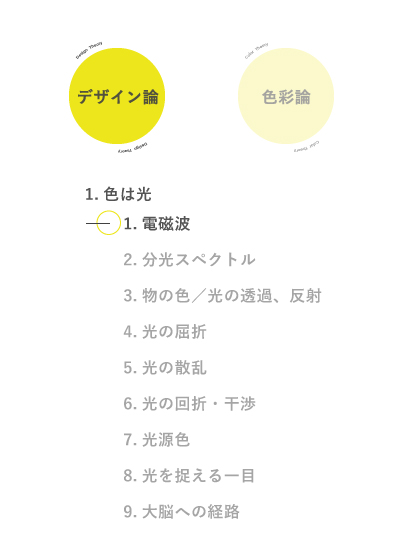 Design Theory
Color Theory
デザイン論
色彩論
Design Theory
Color Theory
1. 色は光
1. 電磁波
2. 分光スペクトル
3. 物の色／光の透過、反射
4. 光の屈折
5. 光の散乱
6. 光の回折・干渉
7. 光源色
8. 光を捉える一目
9. 大脳への経路